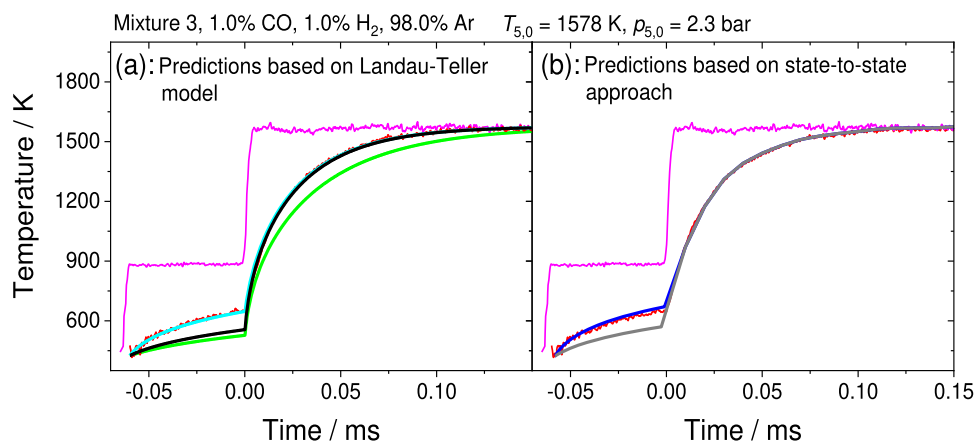 Mixture 3, 1.0% CO, 1.0% H₂, 98.0% Ar T₅,₀ = 1578 K, p₅,₀ = 2.3 bar
(a): Predictions based on Landau-Teller
model
(b): Predictions based on state-to-state
approach
Temperature / K
1800
1500
1200
900
600
-0.05 0.00 0.05 0.10
-0.05 0.00 0.05 0.10 0.15
Time / ms
Time / ms